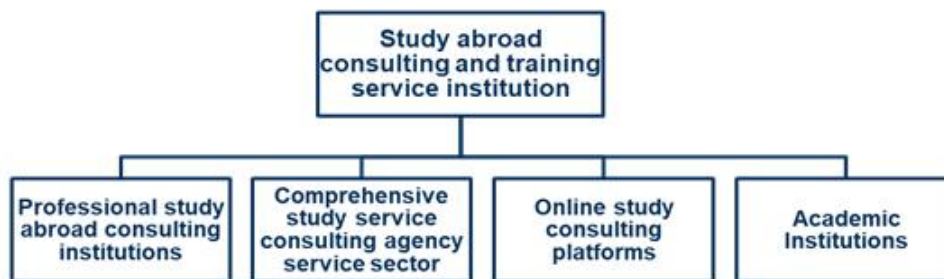 Study abroad
consulting and training
service institution
Professional study
abroad consulting
institutions
Comprehensive
study service
consulting agency
service sector
Online study
consulting
platforms
Academic
Institutions